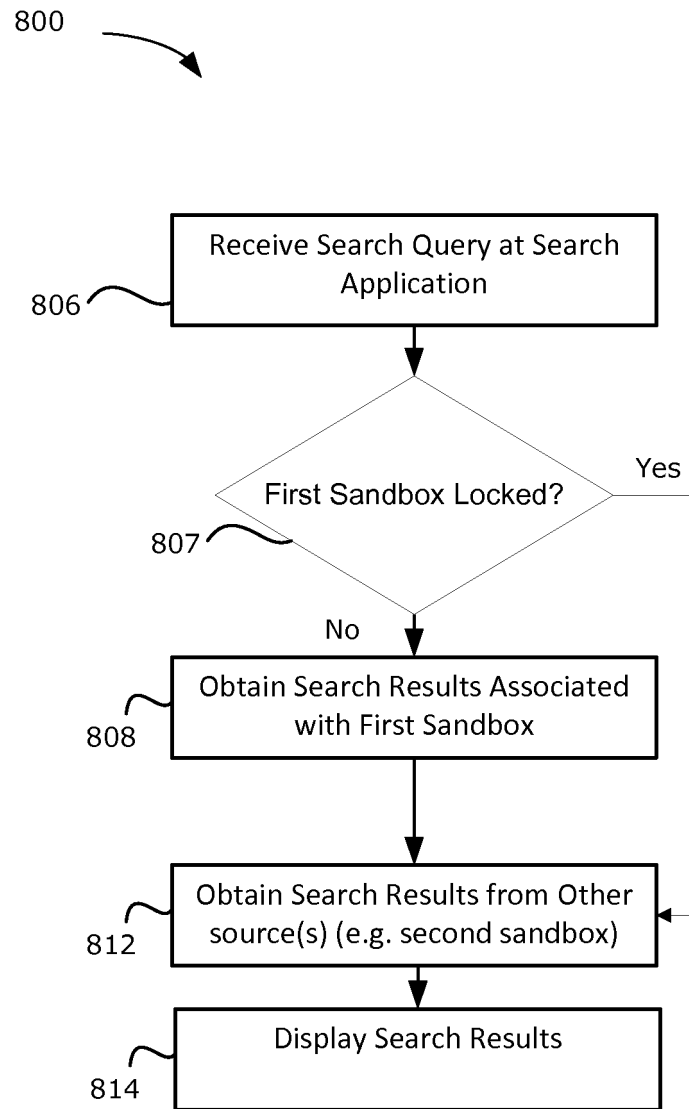 800
Receive Search Query at Search
Application
806
First Sandbox Locked?
Yes
807
No
Obtain Search Results Associated
with First Sandbox
808
Obtain Search Results from Other
source(s) (e.g. second sandbox)
812
Display Search Results
814